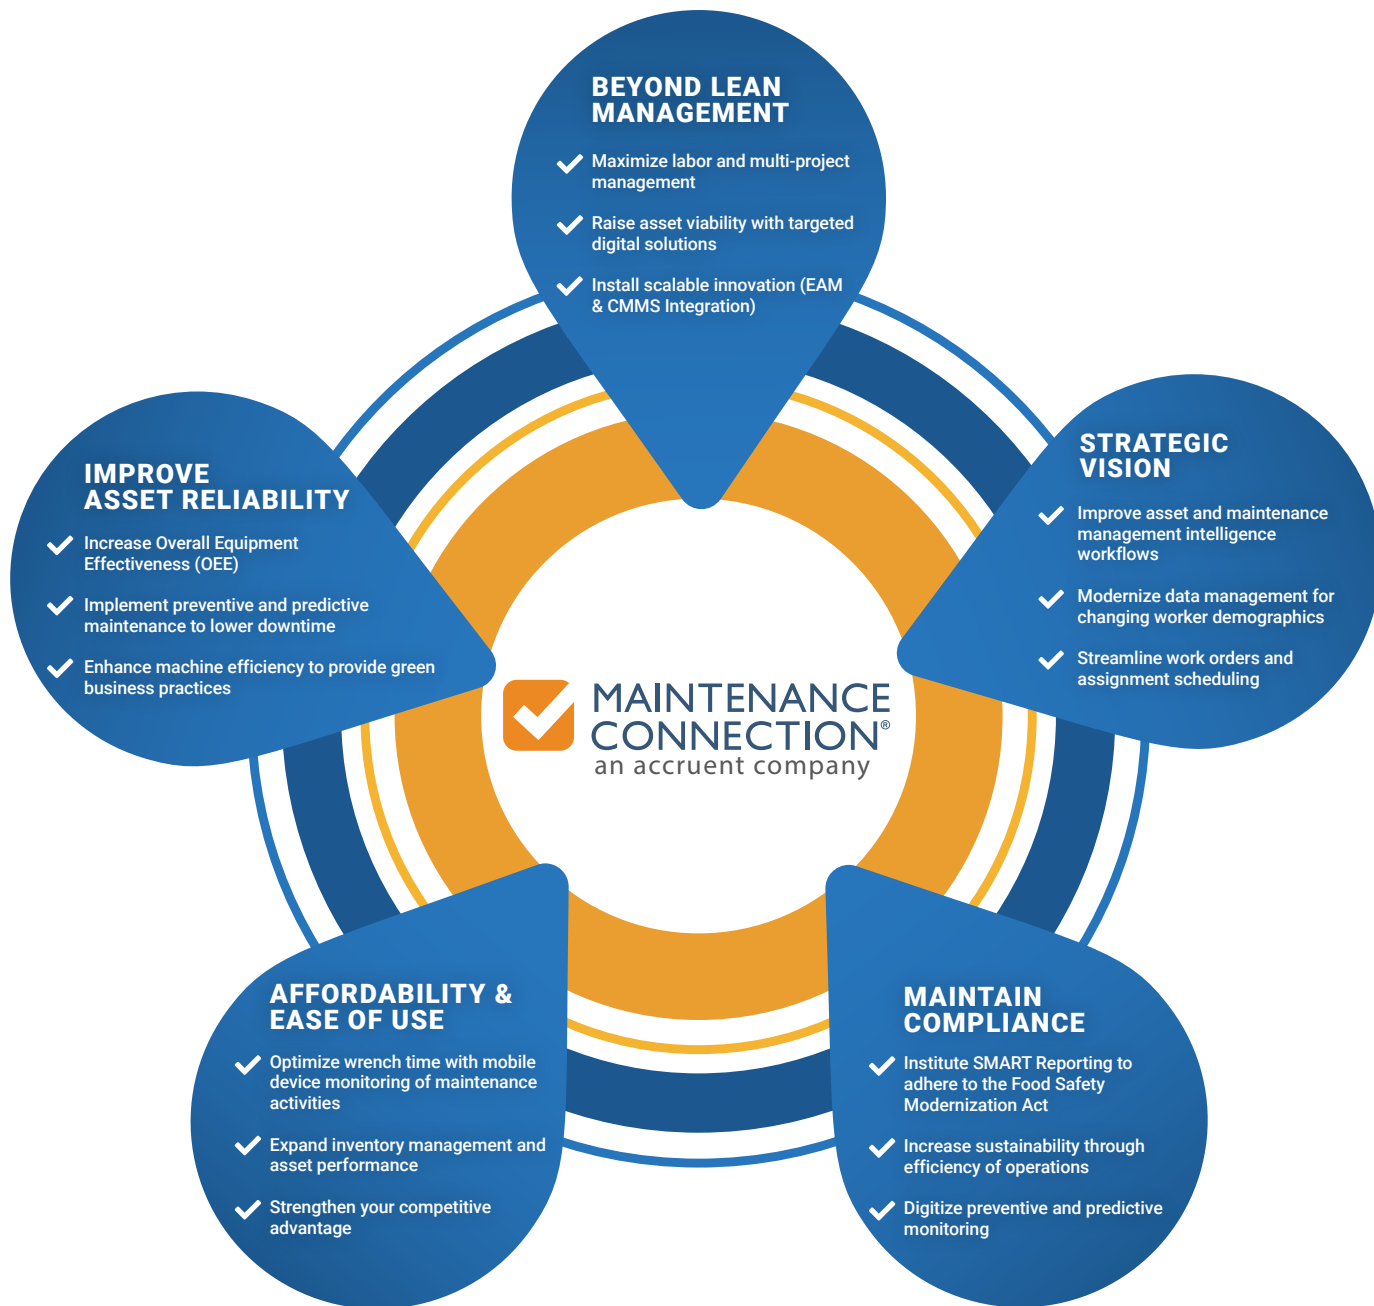 BEYOND LEAN
MANAGEMENT
Maximize labor and multi-project
management
Raise asset viability with targeted
digital solutions
Install scalable innovation (EAM
& CMMS Integration)
STRATEGIC
VISION
Improve asset and maintenance
management intelligence
workflows
Modernize data management for
changing worker demographics
Streamline work orders and
assignment scheduling
IMPROVE
ASSET RELIABILITY
Increase Overall Equipment
Effectiveness (OEE)
Implement preventive and predictive
maintenance to lower downtime
Enhance machine efficiency to provide green
business practices
MAINTENANCE
CONNECTION®
an accruent company
AFFORDABILITY &
EASE OF USE
Optimize wrench time with mobile
device monitoring of maintenance
activities
Expand inventory management and
asset performance
Strengthen your competitive
advantage
MAINTAIN
COMPLIANCE
Institute SMART Reporting to
adhere to the Food Safety
Modernization Act
Increase sustainability through
efficiency of operations
Digitize preventive and predictive
monitoring